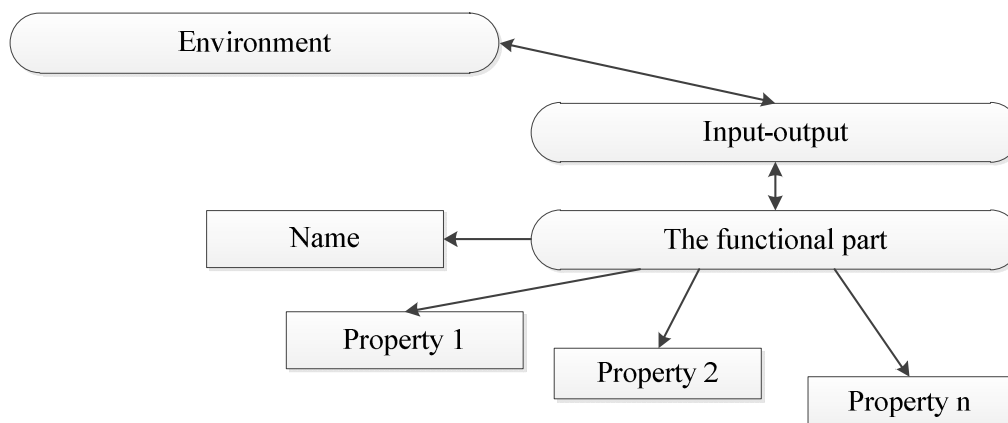 Environment
Input-output
Name
The functional part
Property 1
Property 2
Property n